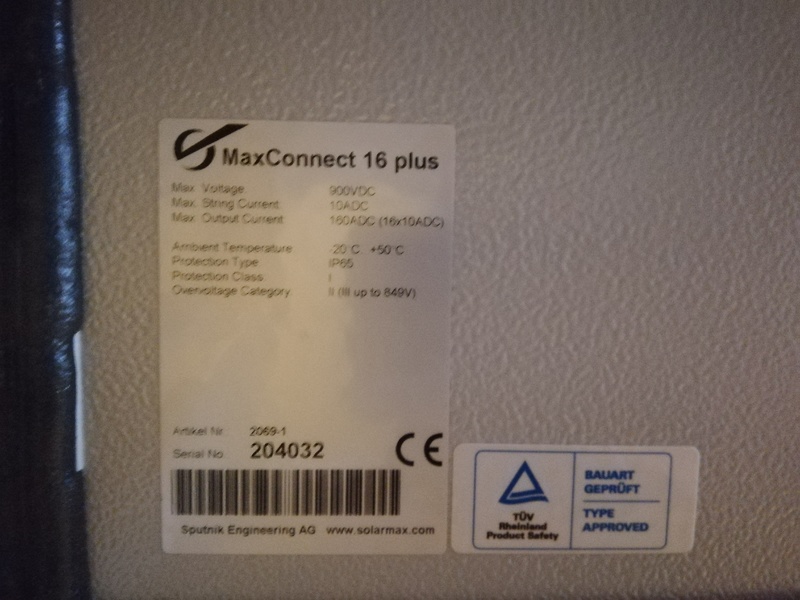 MaxConnect 16 plus
Max. Voltage: 900VDC
Max. String Current: 10ADC
Max. Output Current 160ADC (16x10ADC)
Ambient Temperature -20°C +50°C
Protection Type: IP65
Protection Class: I
Overvoltage Category: II (III up to 849V)
Artikel Nr. 2069-1
Serial No. 204032
CE
Sputnik Engineering AG www.solarmax.com
TÜV
Rheinland
Product Safety
BAUART
GEPRÜFT
TYPE
APPROVED